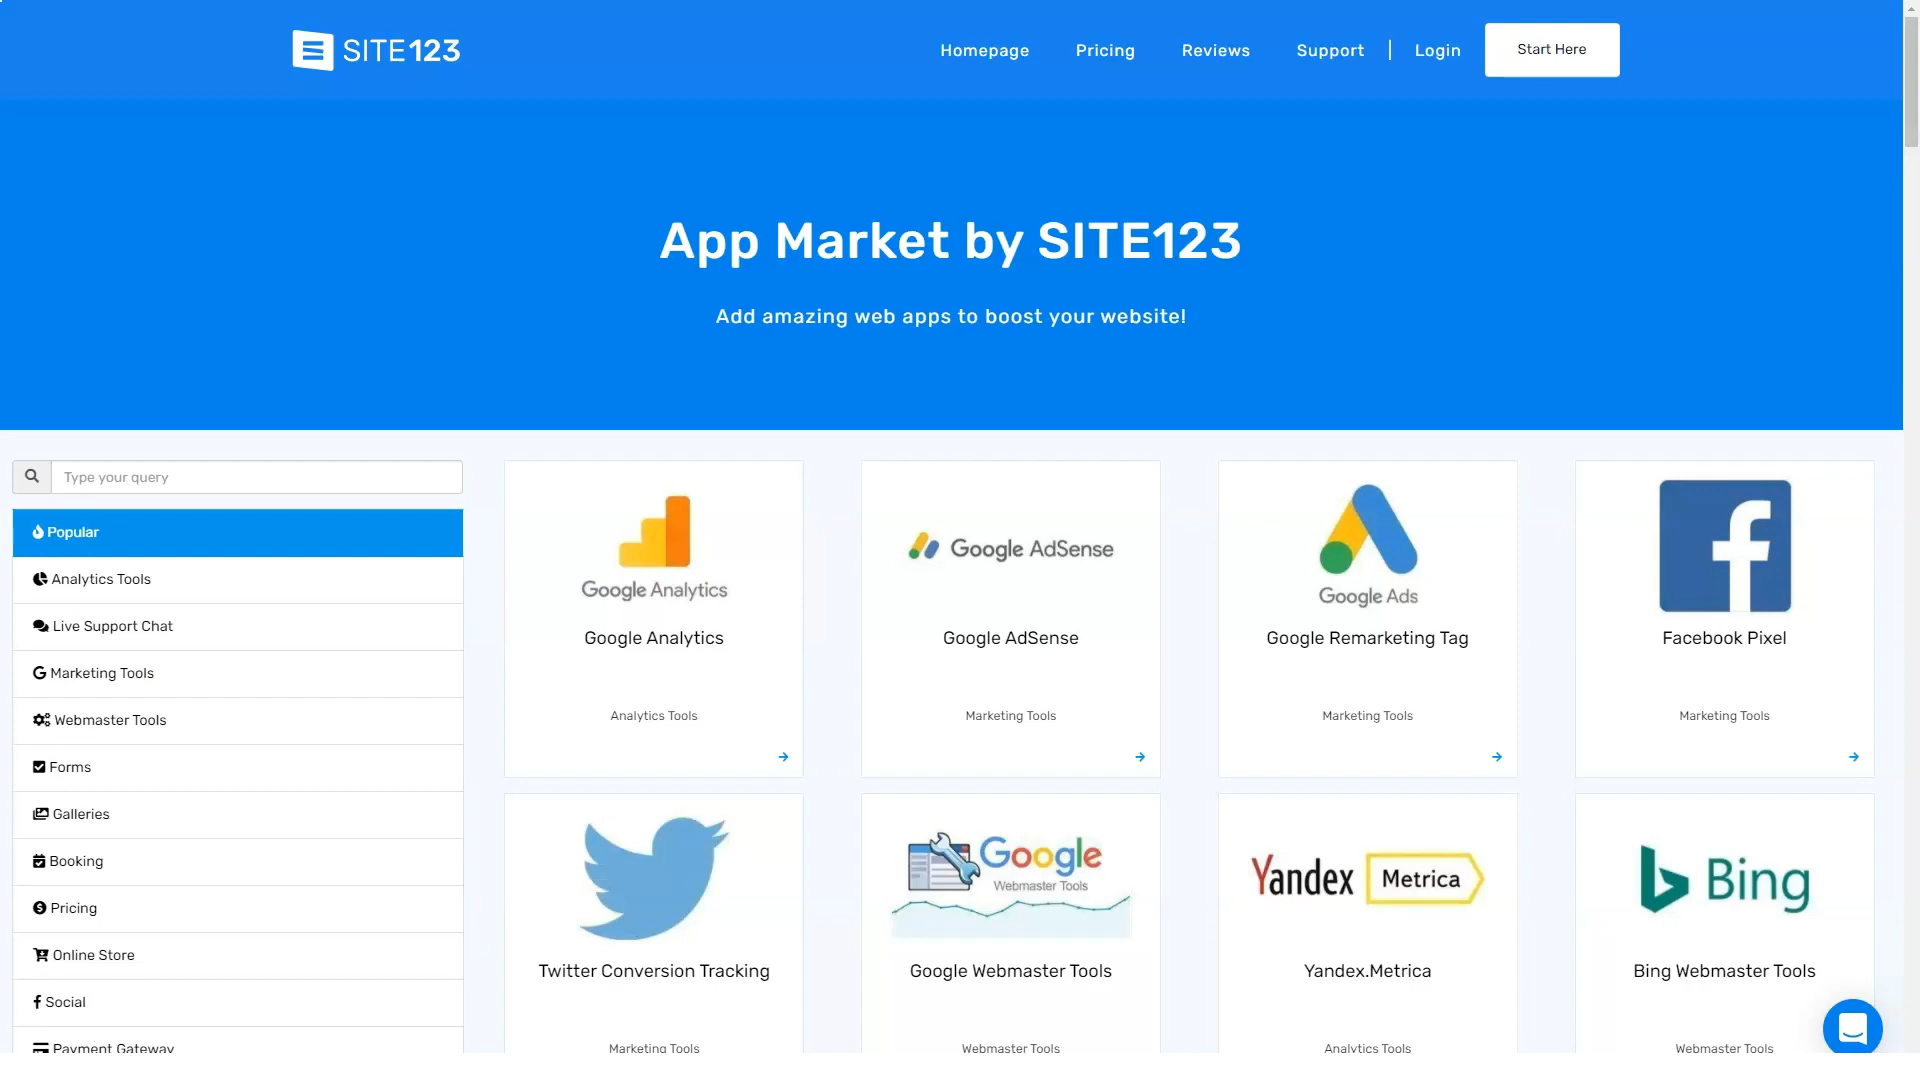 SITE123
Homepage
Pricing
Reviews
Support
Login
Start Here
App Market by SITE123
Add amazing web apps to boost your website!
Type your query
Popular
Analytics Tools
Live Support Chat
Marketing Tools
Webmaster Tools
Forms
Galleries
Booking
Pricing
Online Store
Social
Payment Gateway
Google Analytics
Google Analytics
Analytics Tools
Google AdSense
Google AdSense
Marketing Tools
Google Ads
Google Remarketing Tag
Marketing Tools
Facebook Pixel
Marketing Tools
Twitter Conversion Tracking
Marketing Tools
Google
Webmaster Tools
Google Webmaster Tools
Webmaster Tools
Yandex Metrica
Yandex.Metrica
Analytics Tools
Bing
Bing Webmaster Tools
Webmaster Tools